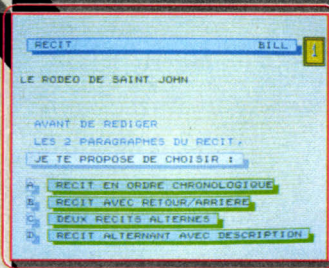 RECIT BILL 1
LE RODEO DE SAINT JOHN
AVANT DE REDIGER
LES 2 PARAGRAPHES DU RECIT,
JE TE PROPOSE DE CHOISIR :
A RECIT EN ORDRE CHRONOLOGIQUE
B RECIT AVEC RETOUR/ARRIERE
C DEUX RECITS ALTERNES
D RECIT ALTERNANT AVEC DESCRIPTION